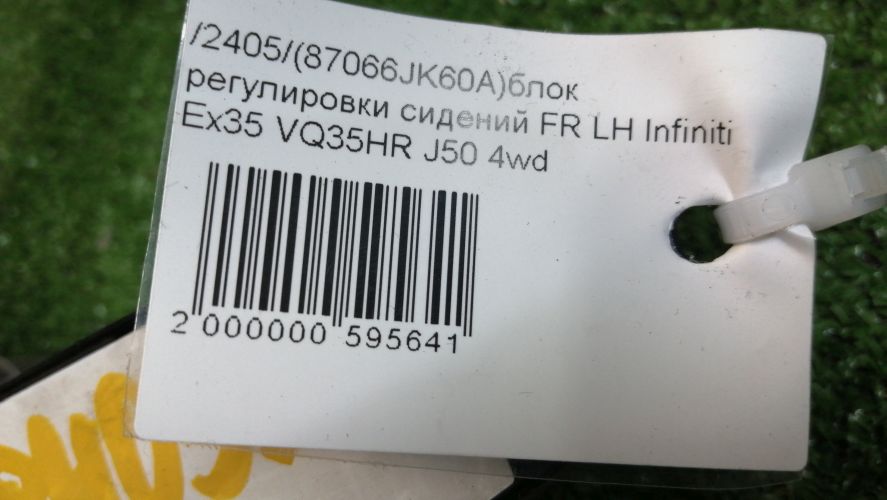 /2405/(87066JK60A)блок
регулировки сидений FR LH Infiniti
Ex35 VQ35HR J50 4wd
2 000000 595641